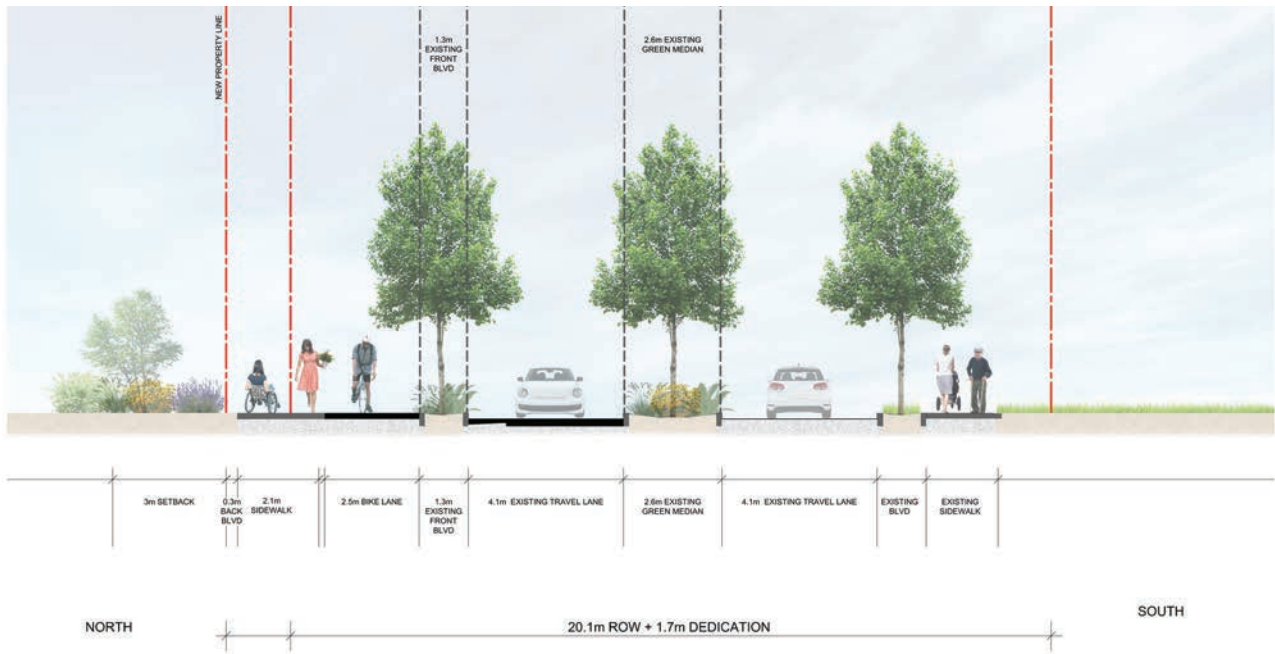 NEW PROPERTY LINE
1.3m
EXISTING
FRONT
BLVD
2.6m EXISTING
GREEN MEDIAN
3m SETBACK
0.3m
BACK
BLVD
2.1m
SIDEWALK
2.5m BIKE LANE
1.3m
EXISTING
FRONT
BLVD
4.1m EXISTING TRAVEL LANE
2.6m EXISTING
GREEN MEDIAN
4.1m EXISTING TRAVEL LANE
EXISTING
BLVD
EXISTING
SIDEWALK
NORTH
20.1m ROW + 1.7m DEDICATION
SOUTH